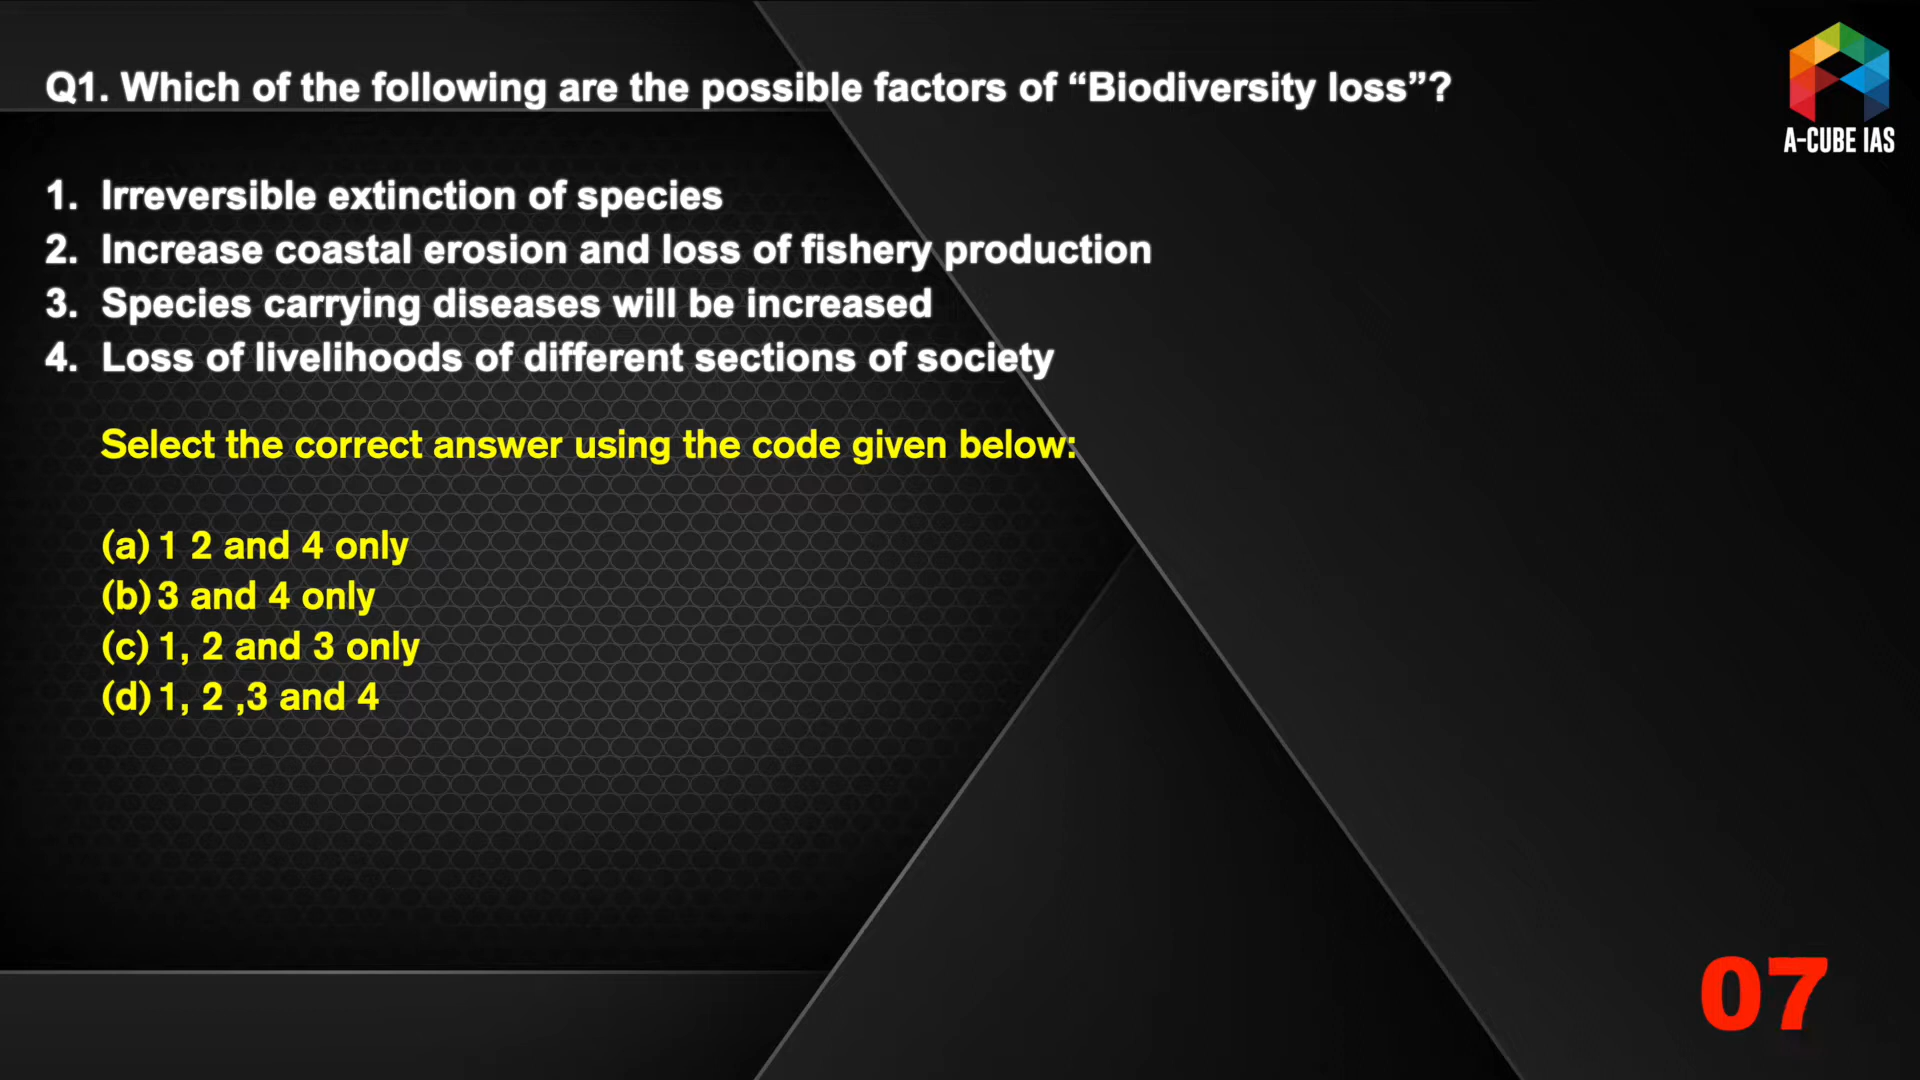 Q1. Which of the following are the possible factors of “Biodiversity loss”?
A-CUBE IAS
1. Irreversible extinction of species
2. Increase coastal erosion and loss of fishery production
3. Species carrying diseases will be increased
4. Loss of livelihoods of different sections of society
Select the correct answer using the code given below:
(a) 1 2 and 4 only
(b) 3 and 4 only
(c) 1, 2 and 3 only
(d) 1, 2 ,3 and 4
07